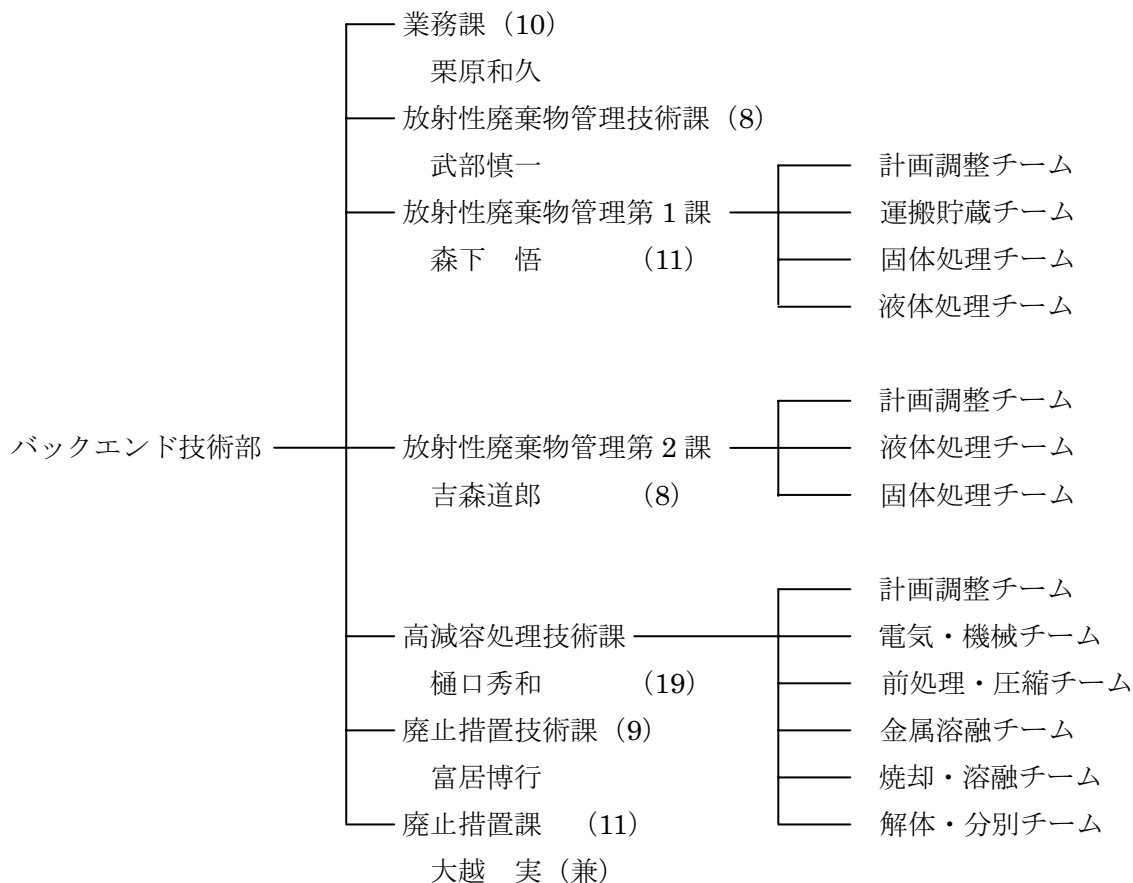 業務課（10）
栗原和久
放射性廃棄物管理技術課（8）
武部慎一
計画調整チーム
放射性廃棄物管理第 1 課
運搬貯蔵チーム
森下　悟　（11）
固体処理チーム
液体処理チーム
計画調整チーム
バックエンド技術部
放射性廃棄物管理第 2 課
液体処理チーム
吉森道郎　（8）
固体処理チーム
計画調整チーム
高減容処理技術課
電気・機械チーム
樋口秀和　（19）
前処理・圧縮チーム
廃止措置技術課（9）
金属溶融チーム
富居博行
焼却・溶融チーム
廃止措置課　（11）
解体・分別チーム
大越　実（兼）